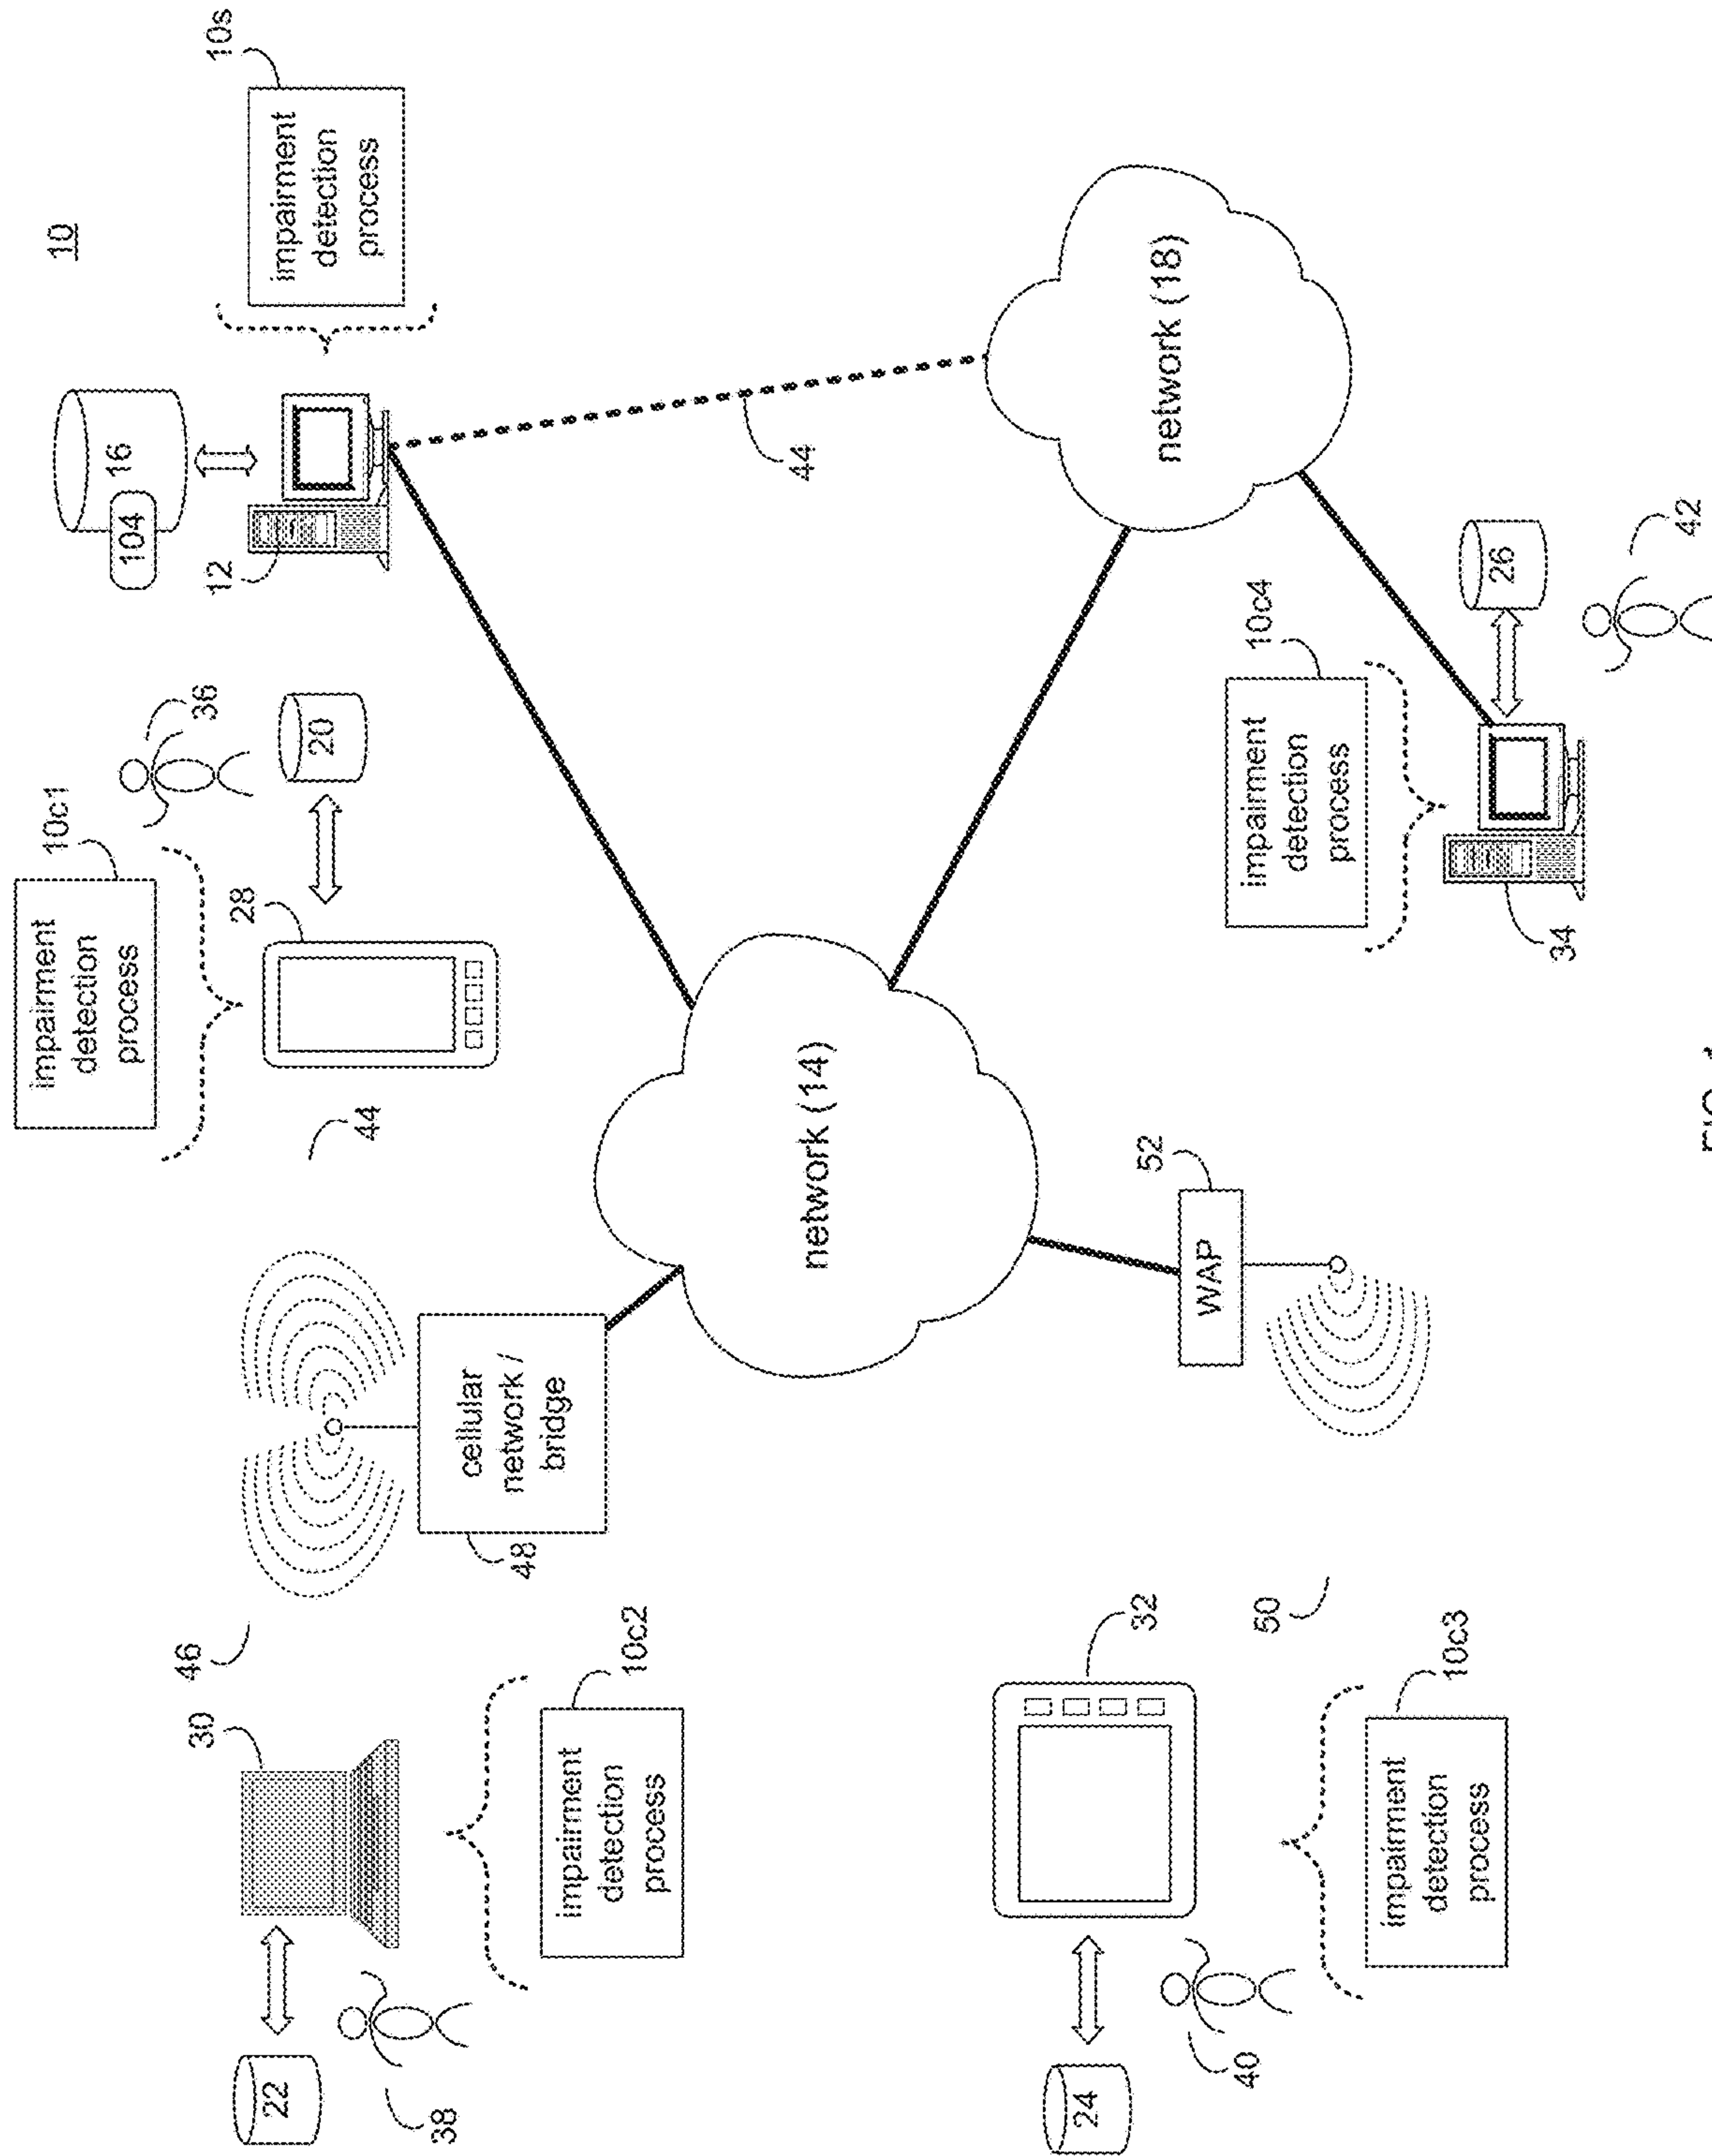 10
impairment
detection
process
10s
16
104
12
impairment
detection
process
10c1
36
20
28
44
44
46
30
22
38
impairment
detection
process
10c2
cellular
network /
bridge
48
network (14)
network (18)
WAP
52
50
32
24
40
impairment
detection
process
10c3
impairment
detection
process
10c4
26
42
34
FIG. 1